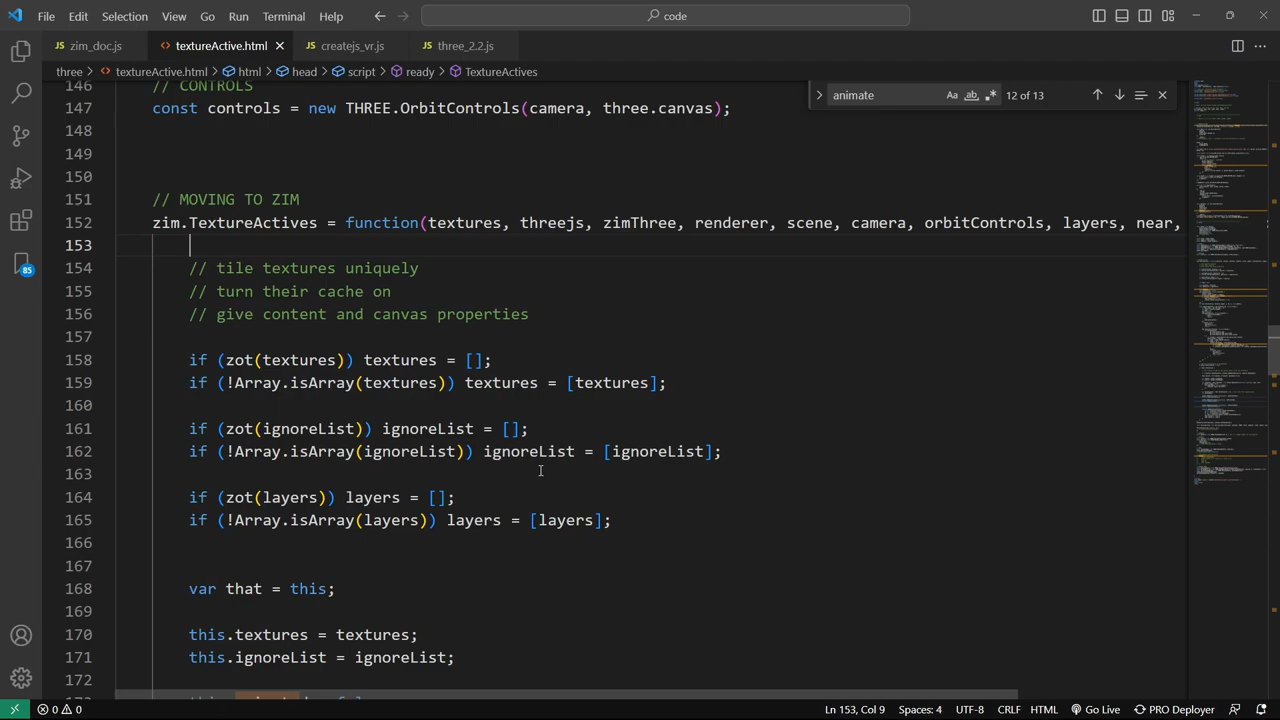 File Edit Selection View Go Run Terminal Help
code
zim_doc.js textureActive.html createjs_vr.js three_2.2.js
three > textureActive.html > html > head > script > ready > TextureActives
animate
ab
12 of 13
146 // CONTROLS
147 const controls = new THREE.OrbitControls(camera, three.canvas);
148
149
150
151 // MOVING TO ZIM
152 zim.TextureActives = function(textures, threejs, zimThree, renderer, scene, camera, orbitControls, layers, near,
153
154 // tile textures uniquely
155 // turn their cache on
156 // give content and canvas properties
157
158 if (zot(textures)) textures = [];
159 if (!Array.isArray(textures)) textures = [textures];
160
161 if (zot(ignoreList)) ignoreList = [];
162 if (!Array.isArray(ignoreList)) ignoreList = [ignoreList];
163
164 if (zot(layers)) layers = [];
165 if (!Array.isArray(layers)) layers = [layers];
166
167
168 var that = this;
169
170 this.textures = textures;
171 this.ignoreList = ignoreList;
172
85
0 0
Ln 153, Col 9 Spaces: 4 UTF-8 CRLF HTML Go Live PRO Deployer